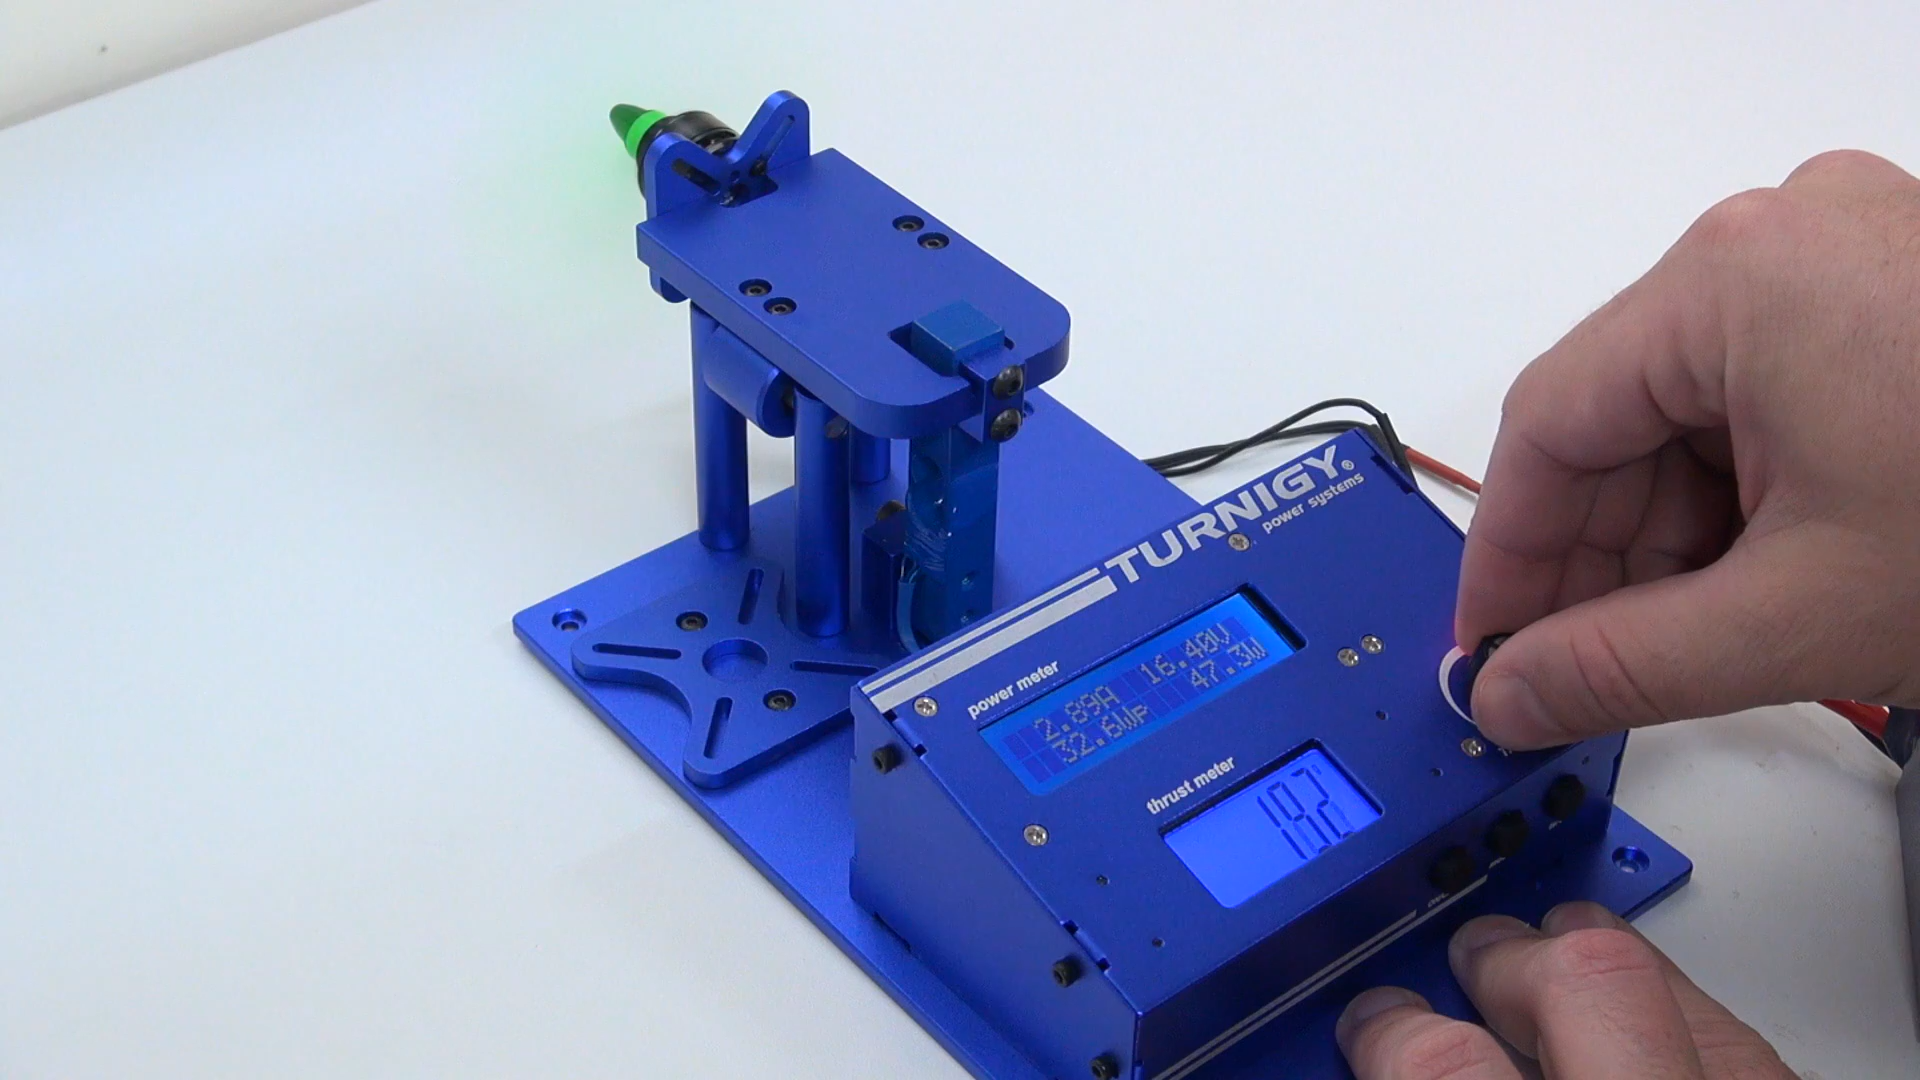 TURNIGY®
power systems
power meter
2.89A 16.40V
32.6WP 47.3W
thrust meter
182